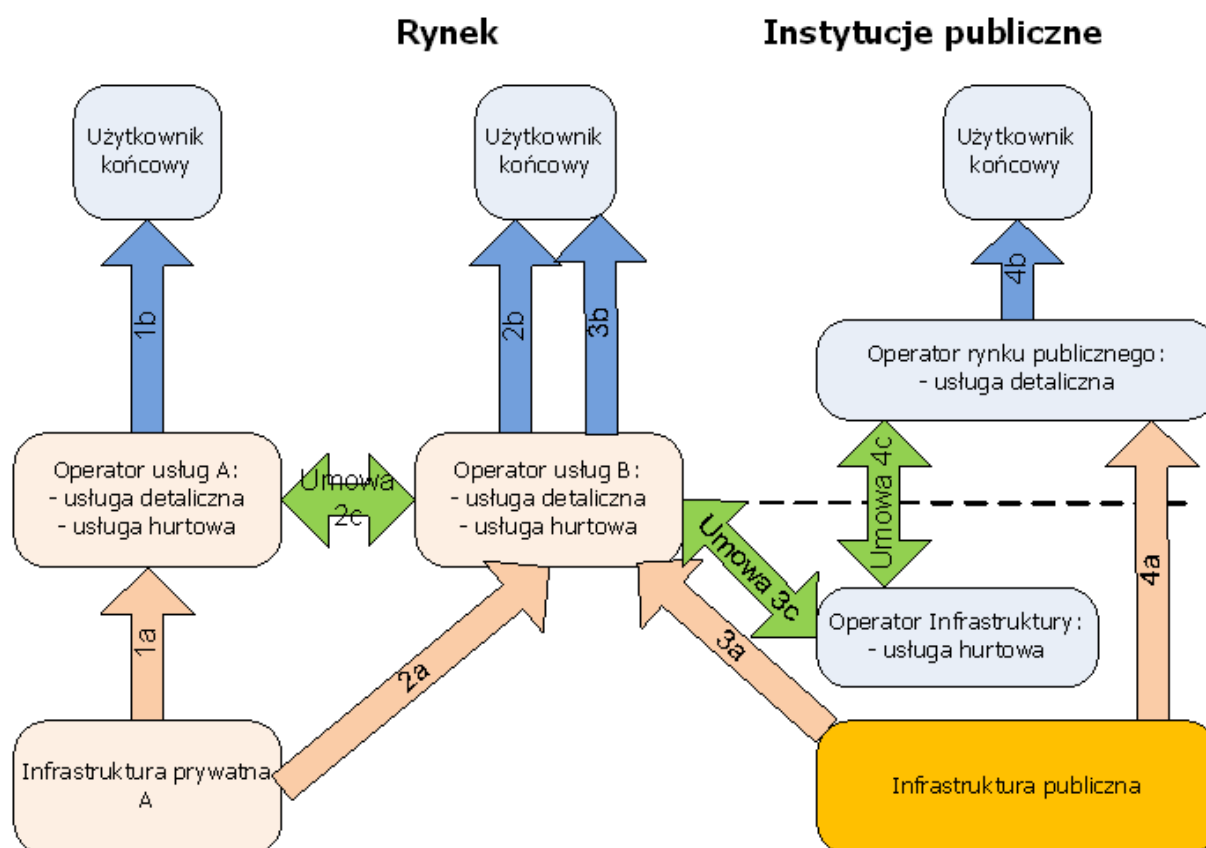 Rynek
Instytucje publiczne
Użytkownik
końcowy
Użytkownik
końcowy
Użytkownik
końcowy
1b
2b
3b
4b
Operator rynku publicznego:
- usługa detaliczna
Operator usług A:
- usługa detaliczna
- usługa hurtowa
Umowa
2c
Operator usług B:
- usługa detaliczna
- usługa hurtowa
Umowa 4c
Umowa 3c
4a
Operator Infrastruktury:
- usługa hurtowa
1a
2a
3a
Infrastruktura prywatna
A
Infrastruktura publiczna